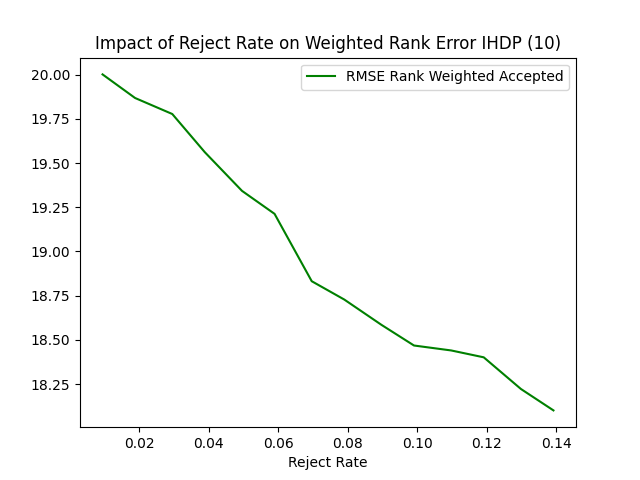 Impact of Reject Rate on Weighted Rank Error IHDP (10)
RMSE Rank Weighted Accepted
20.00
19.75
19.50
19.25
19.00
18.75
18.50
18.25
0.02 0.04 0.06 0.08 0.10 0.12 0.14
Reject Rate